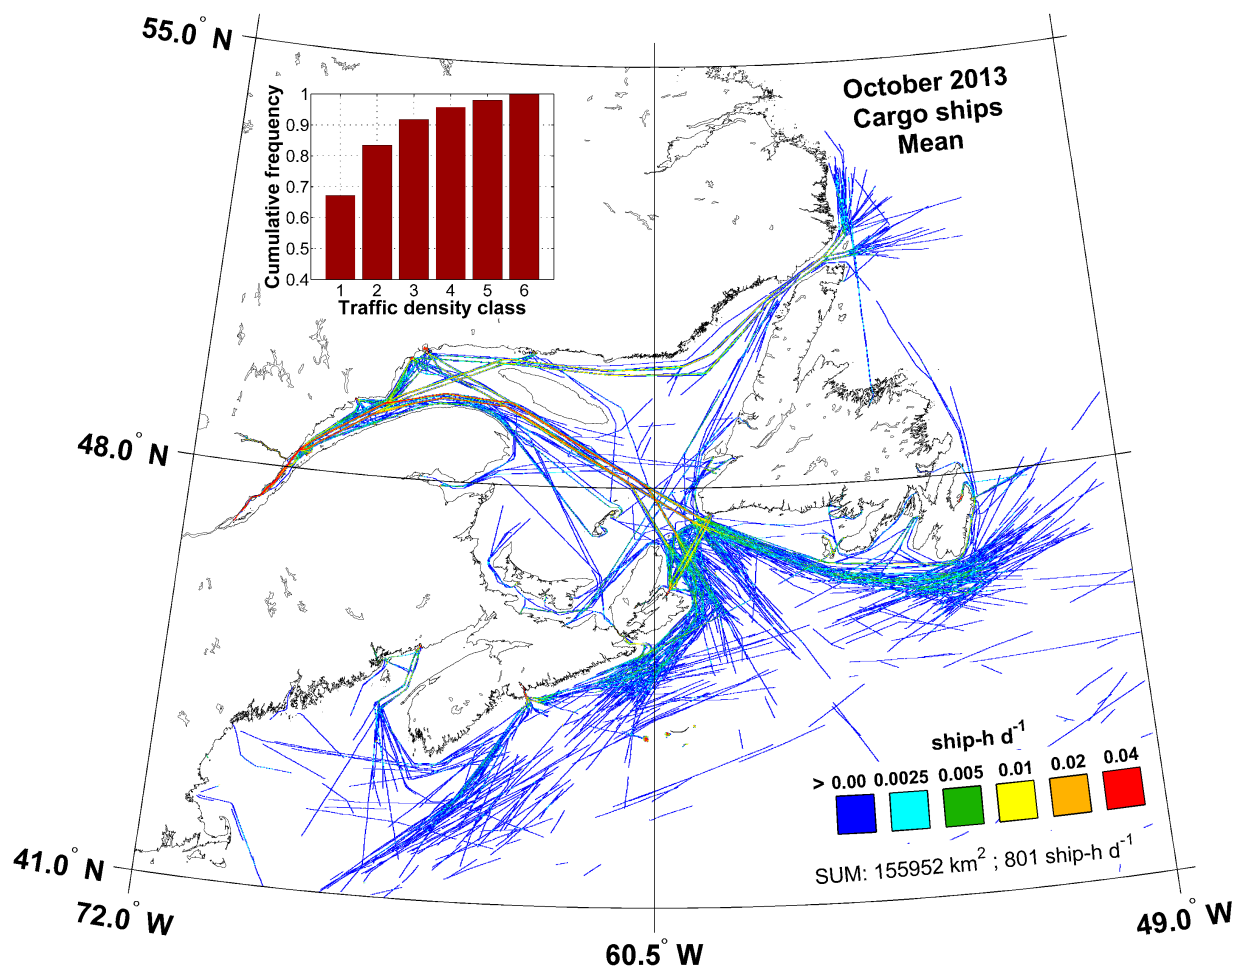 55.0° N
October 2013
Cargo ships
Mean
Cumulative frequency
1
0.9
0.8
0.7
0.6
0.5
0.4
1 2 3 4 5 6
Traffic density class
48.0° N
ship-h d-1
> 0.00 0.0025 0.005 0.01 0.02 0.04
SUM: 155952 km2 ; 801 ship-h d-1
41.0° N
72.0° W
60.5° W
49.0° W